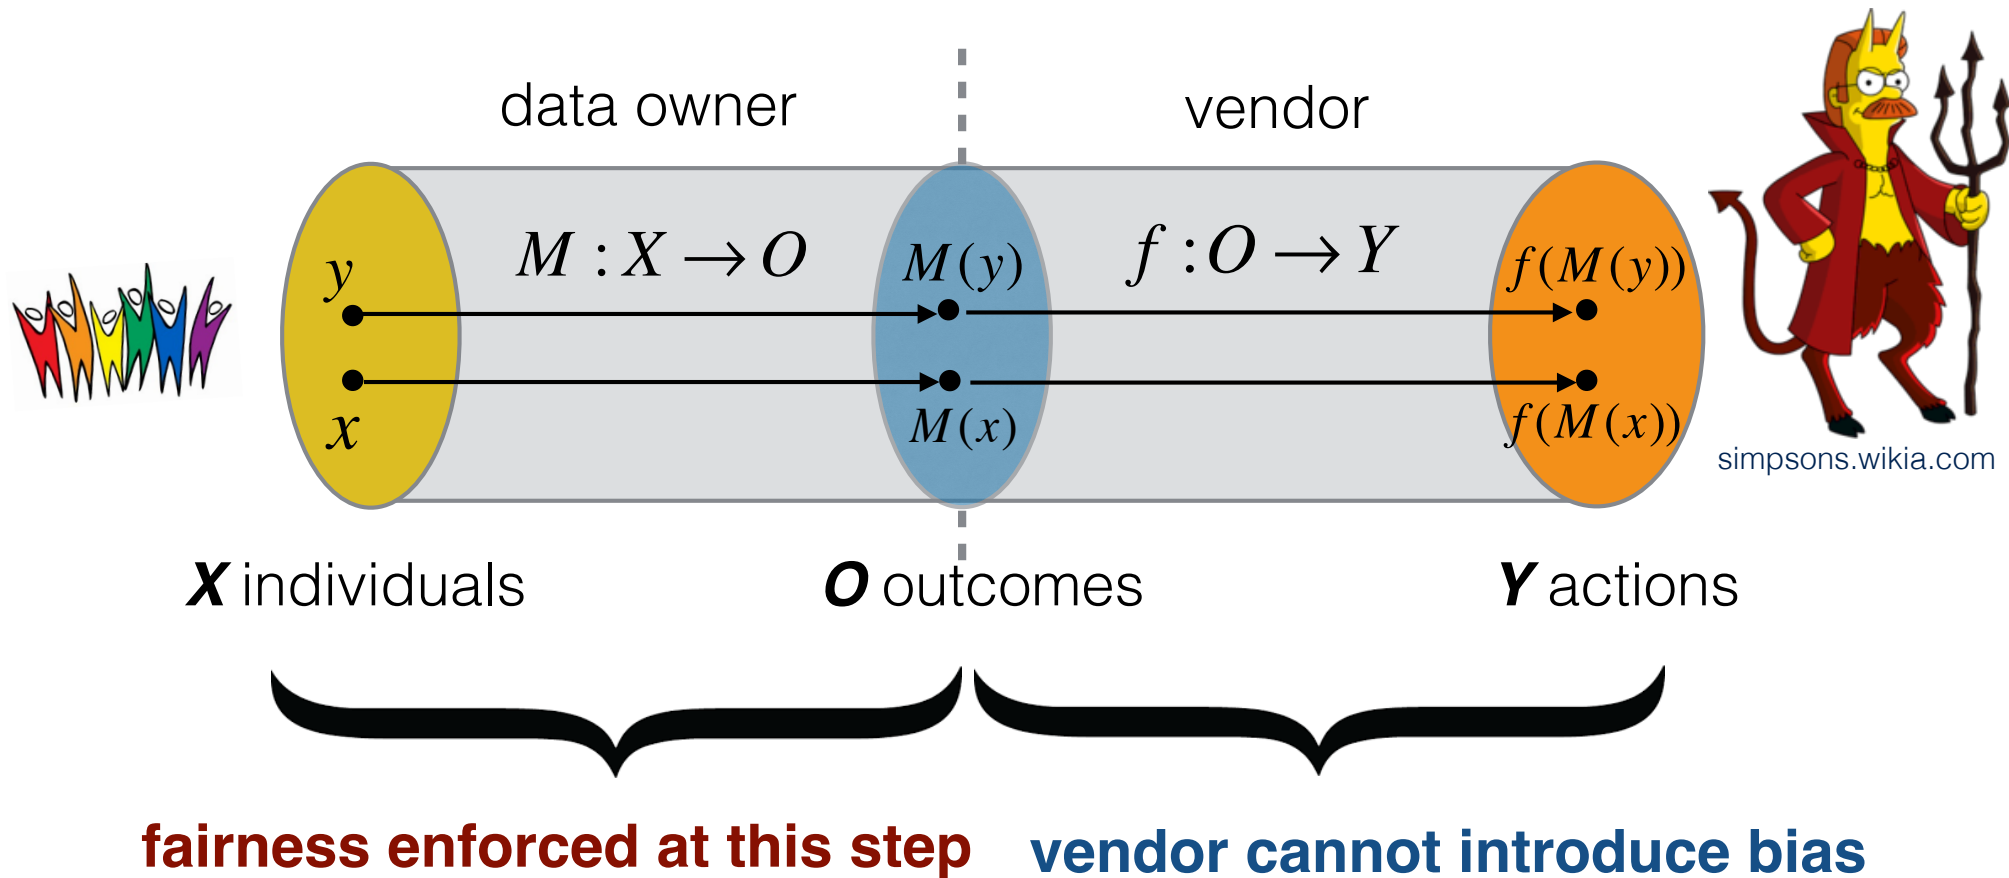 data owner
vendor
M : X → O
f : O → Y
y
M(y)
f(M(y))
x
M(x)
f(M(x))
simpsons.wikia.com
X individuals
O outcomes
Y actions
fairness enforced at this step
vendor cannot introduce bias